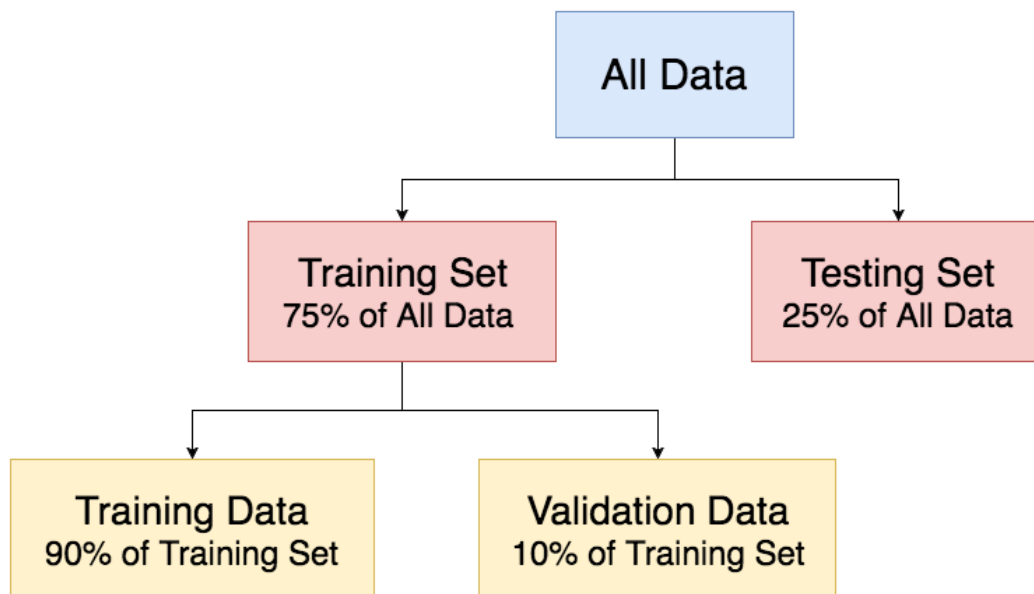 All Data
Training Set
75% of All Data
Testing Set
25% of All Data
Training Data
90% of Training Set
Validation Data
10% of Training Set